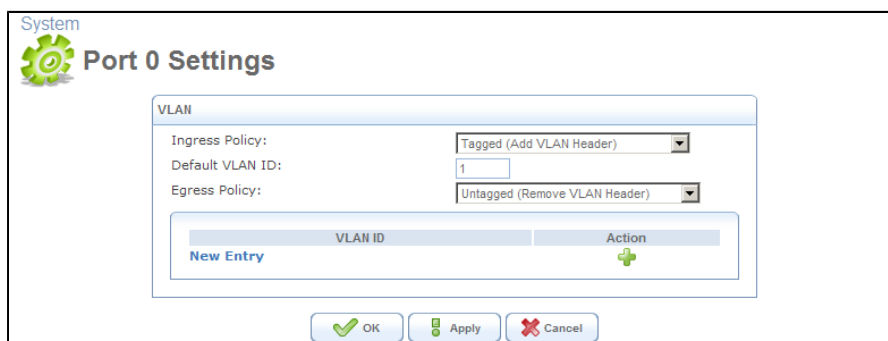 System
Port 0 Settings
VLAN
Ingress Policy: Tagged (Add VLAN Header)
Default VLAN ID: 1
Egress Policy: Untagged (Remove VLAN Header)
VLAN ID Action
New Entry
OK Apply Cancel